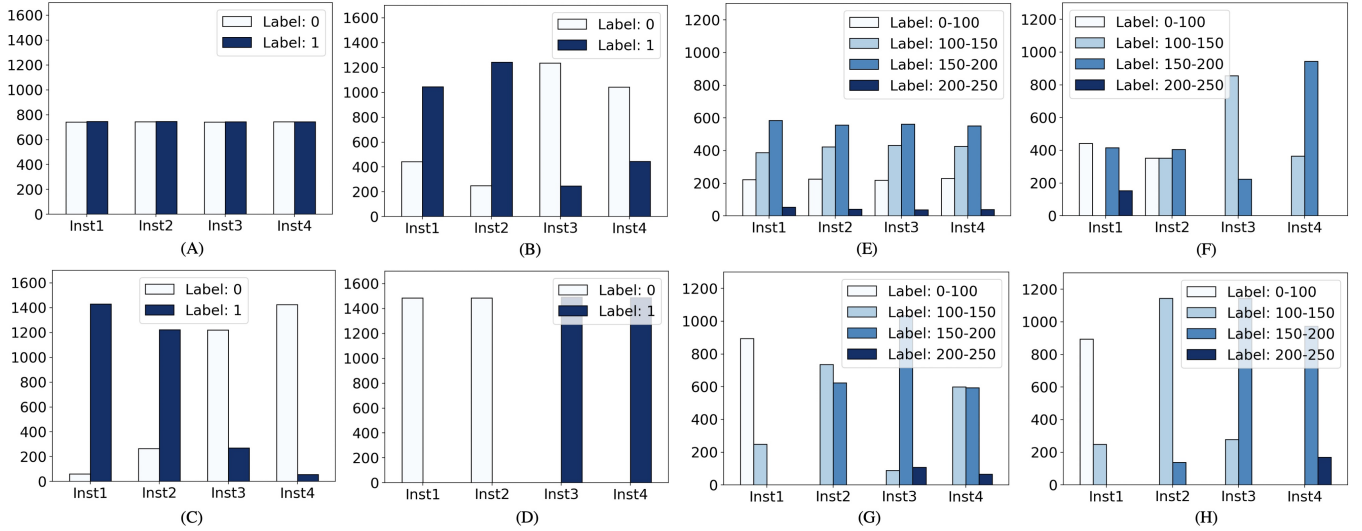 1600
1400
1200
1000
800
600
400
200
0
Label: 0
Label: 1
Inst1 Inst2 Inst3 Inst4
(A)
1600
1400
1200
1000
800
600
400
200
0
Label: 0
Label: 1
Inst1 Inst2 Inst3 Inst4
(B)
1200
1000
800
600
400
200
0
Label: 0-100
Label: 100-150
Label: 150-200
Label: 200-250
Inst1 Inst2 Inst3 Inst4
(E)
1200
1000
800
600
400
200
0
Label: 0-100
Label: 100-150
Label: 150-200
Label: 200-250
Inst1 Inst2 Inst3 Inst4
(F)
1600
1400
1200
1000
800
600
400
200
0
Label: 0
Label: 1
Inst1 Inst2 Inst3 Inst4
(C)
1600
1400
1200
1000
800
600
400
200
0
Label: 0
Label: 1
Inst1 Inst2 Inst3 Inst4
(D)
1200
1000
800
600
400
200
0
Label: 0-100
Label: 100-150
Label: 150-200
Label: 200-250
Inst1 Inst2 Inst3 Inst4
(G)
1200
1000
800
600
400
200
0
Label: 0-100
Label: 100-150
Label: 150-200
Label: 200-250
Inst1 Inst2 Inst3 Inst4
(H)